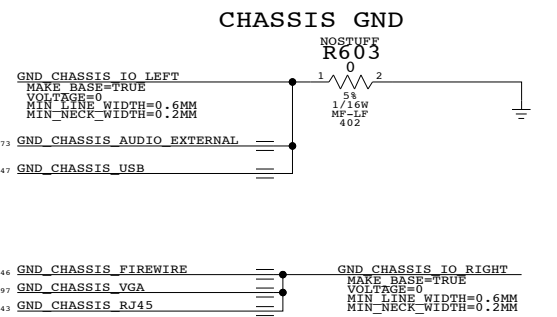 CHASSIS GND
NOSTUFF
R603
0
GND_CHASSIS_IO_LEFT
1
2
MAKE_BASE=TRUE
VOLTAGE=0
MIN_LINE_WIDTH=0.6MM
MIN_NECK_WIDTH=0.2MM
5%
1/16W
MF-LF
402
73 GND_CHASSIS_AUDIO_EXTERNAL
47 GND_CHASSIS_USB
46 GND_CHASSIS_FIREWIRE
GND_CHASSIS_IO_RIGHT
97 GND_CHASSIS_VGA
43 GND_CHASSIS_RJ45
MAKE_BASE=TRUE
VOLTAGE=0
MIN_LINE_WIDTH=0.6MM
MIN_NECK_WIDTH=0.2MM